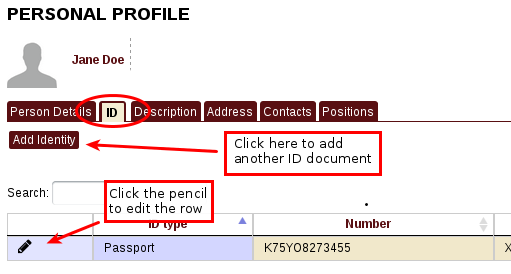 PERSONAL PROFILE
Jane Doe
Person Details ID Description Address Contacts Positions
Add Identity
Click here to add
another ID document
Search:
Click the pencil
to edit the row
ID type Number
Passport K75YO8273455 X